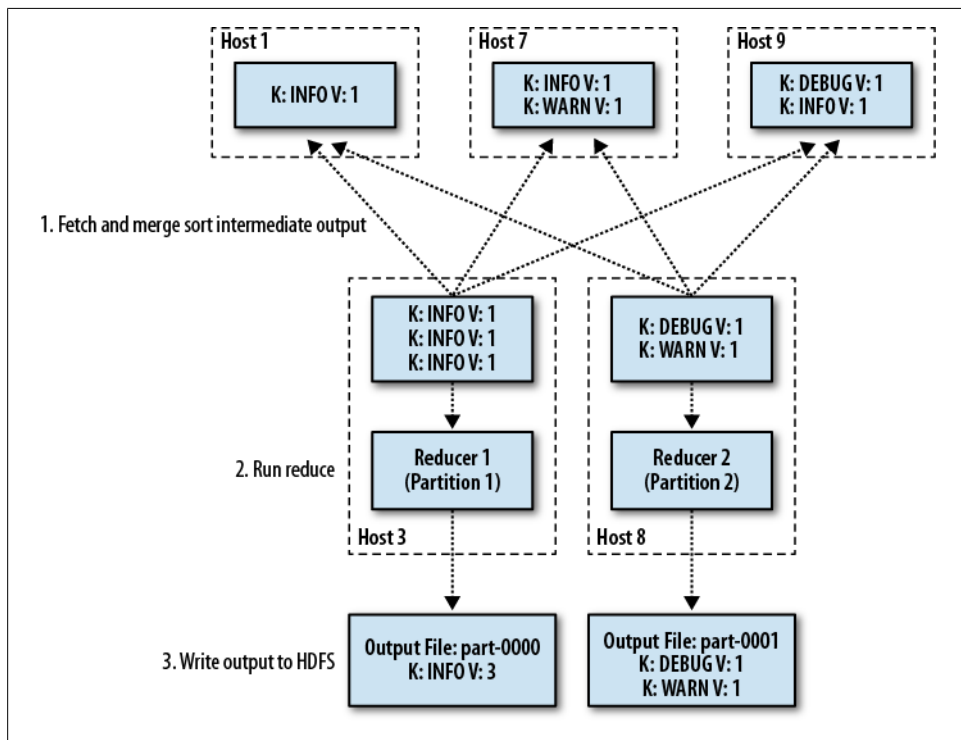 Host 1
K: INFO V: 1
Host 7
K: INFO V: 1
K: WARN V: 1
Host 9
K: DEBUG V: 1
K: INFO V: 1
1. Fetch and merge sort intermediate output
K: INFO V: 1
K: INFO V: 1
K: INFO V: 1
K: DEBUG V: 1
K: WARN V: 1
2. Run reduce
Reducer 1
(Partition 1)
Host 3
Reducer 2
(Partition 2)
Host 8
3. Write output to HDFS
Output File: part-0000
K: INFO V: 3
Output File: part-0001
K: DEBUG V: 1
K: WARN V: 1